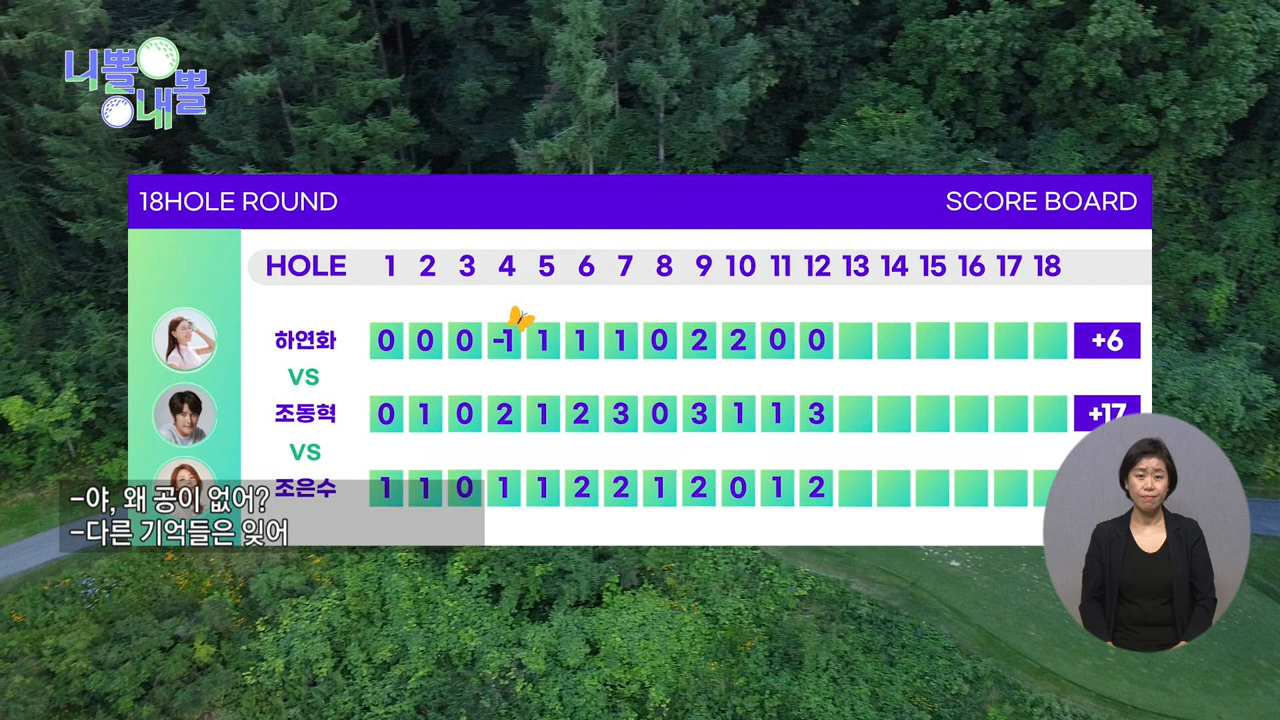 니뽈
내뽈
18HOLE ROUND SCORE BOARD
HOLE 1 2 3 4 5 6 7 8 9 10 11 12 13 14 15 16 17 18
하연화 0 0 0 -1 1 1 1 0 2 2 0 0 +6
VS
조동혁 0 1 0 2 1 2 3 0 3 1 1 3 +17
VS
조은수 1 1 0 1 1 2 2 1 2 0 1 2
-야, 왜 공이 없어?
-다른 기억들은 잊어